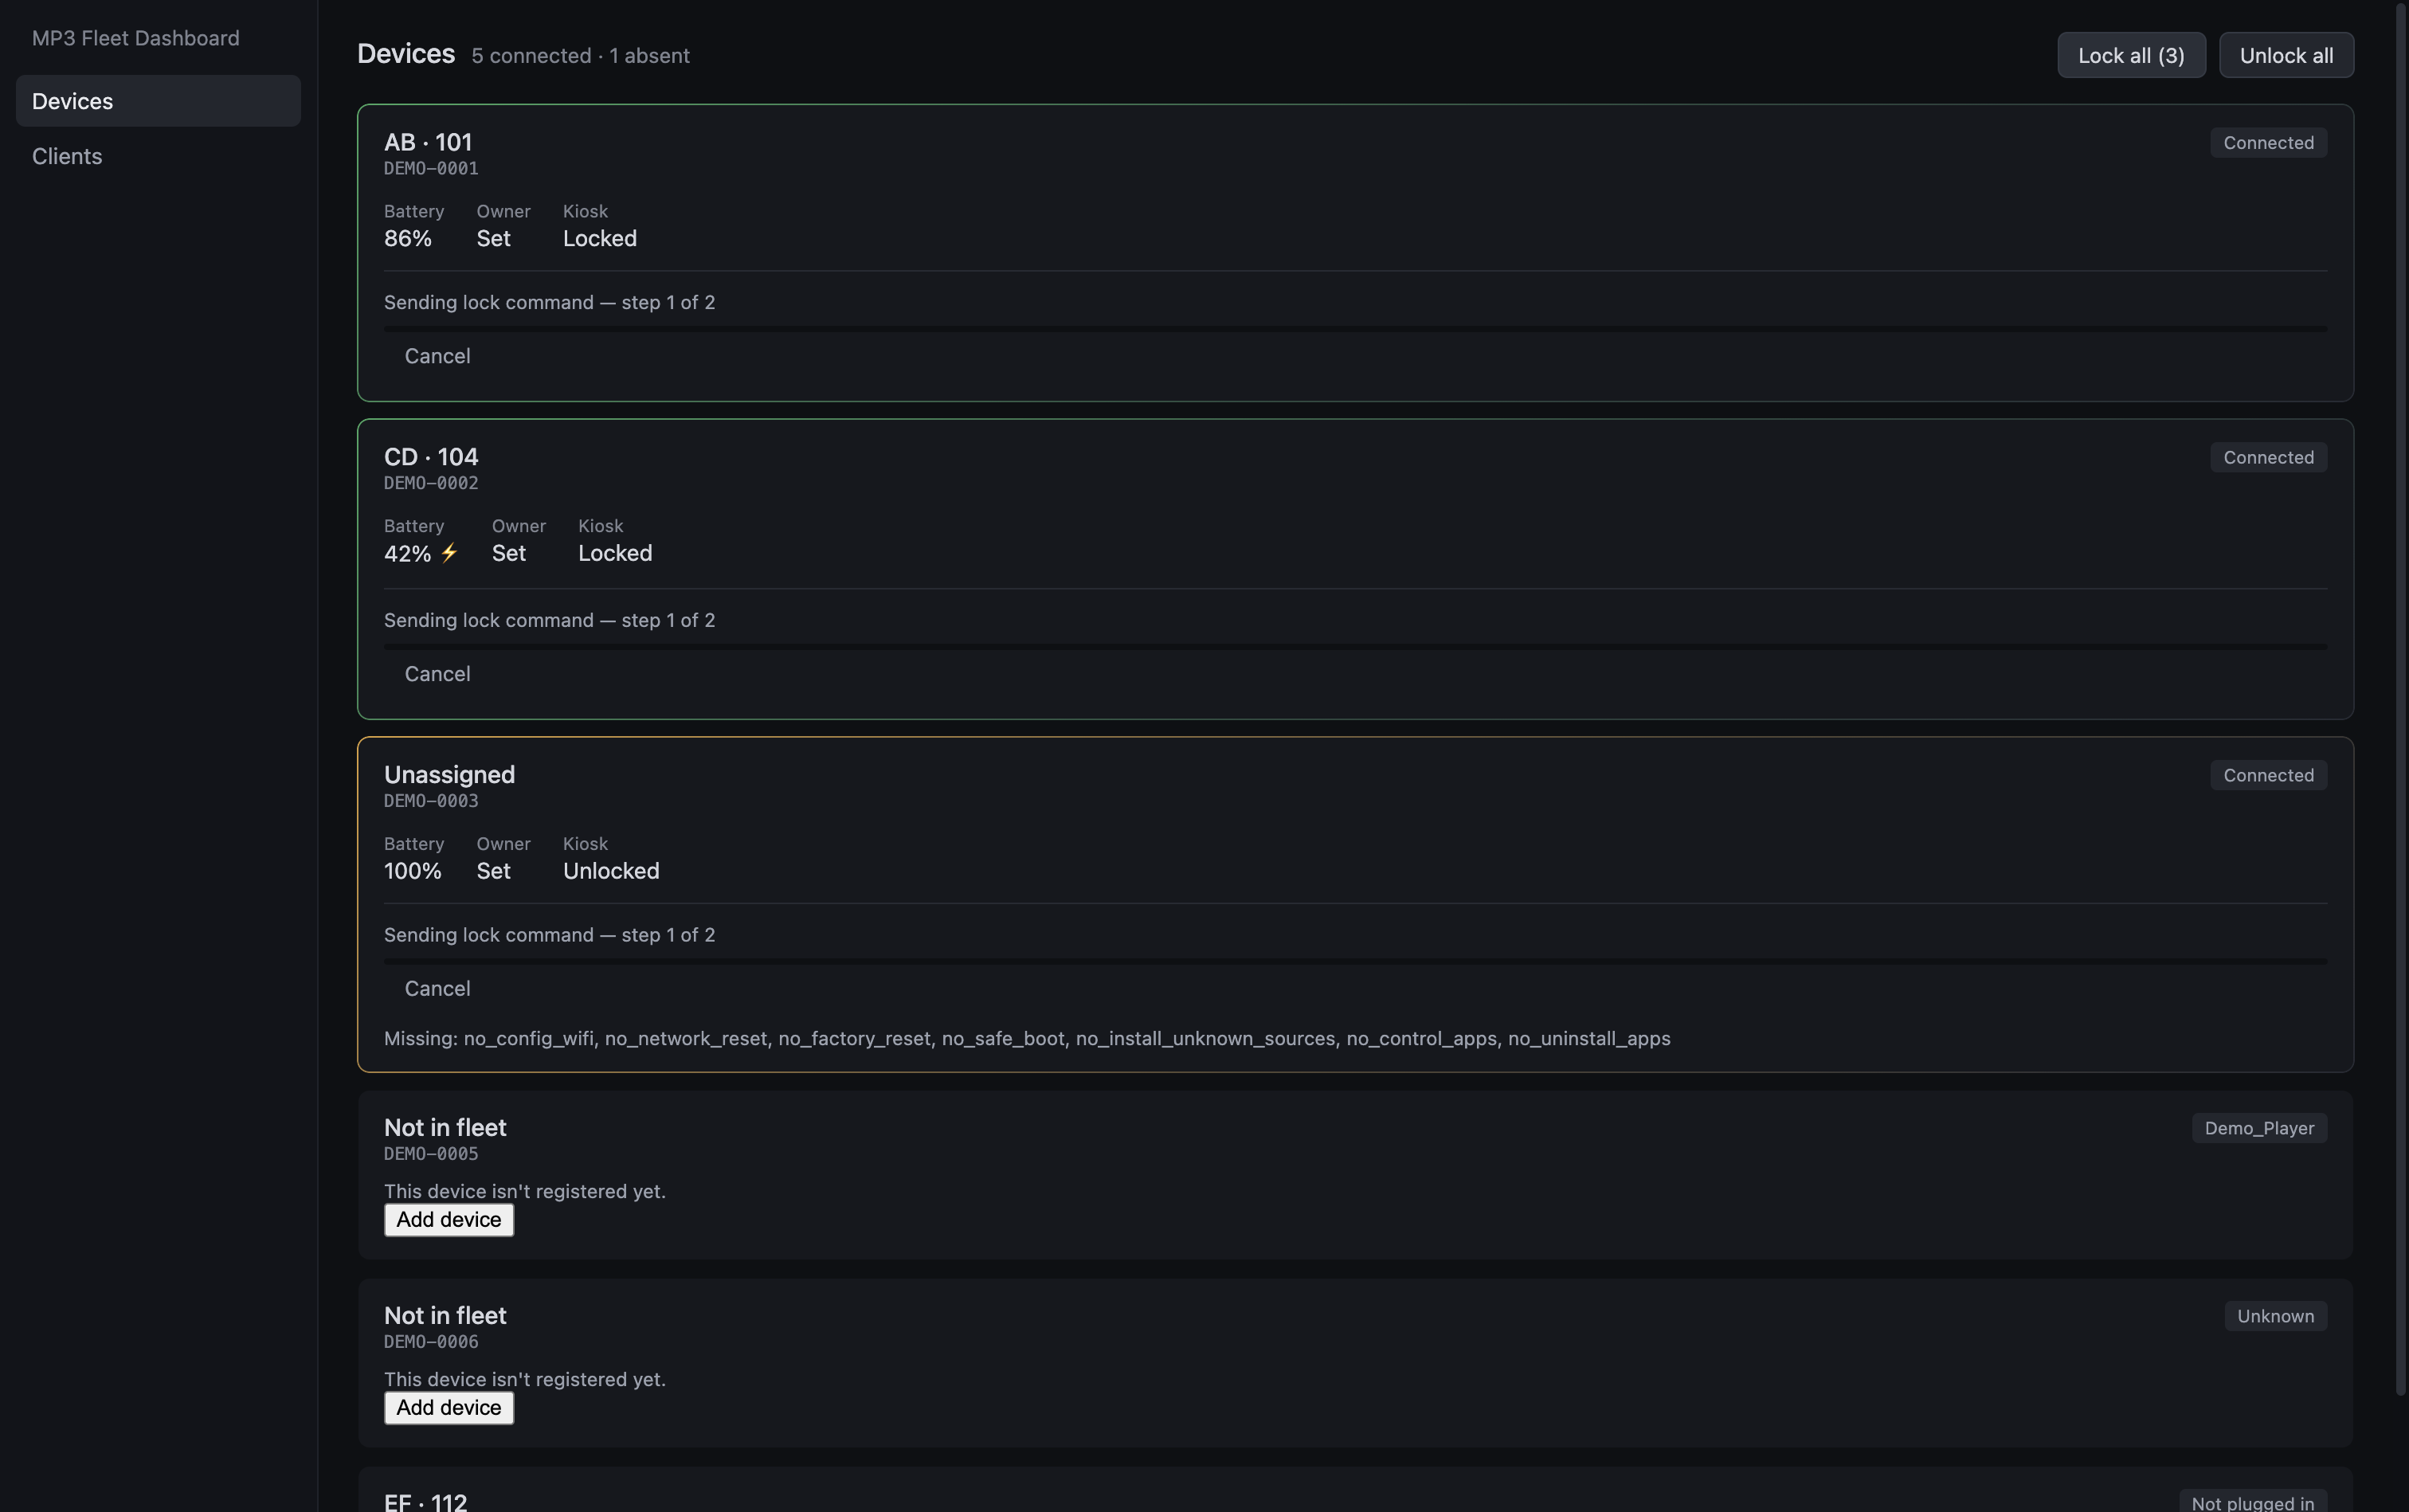 MP3 Fleet Dashboard
Devices
Clients
Devices 5 connected · 1 absent
Lock all (3) Unlock all
AB · 101
Connected
DEMO-0001
Battery Owner Kiosk
86% Set Locked
Sending lock command — step 1 of 2
Cancel
CD · 104
Connected
DEMO-0002
Battery Owner Kiosk
42% ⚡ Set Locked
Sending lock command — step 1 of 2
Cancel
Unassigned
Connected
DEMO-0003
Battery Owner Kiosk
100% Set Unlocked
Sending lock command — step 1 of 2
Cancel
Missing: no_config_wifi, no_network_reset, no_factory_reset, no_safe_boot, no_install_unknown_sources, no_control_apps, no_uninstall_apps
Not in fleet
Demo_Player
DEMO-0005
This device isn't registered yet.
Add device
Not in fleet
Unknown
DEMO-0006
This device isn't registered yet.
Add device
EF · 112
Not plugged in